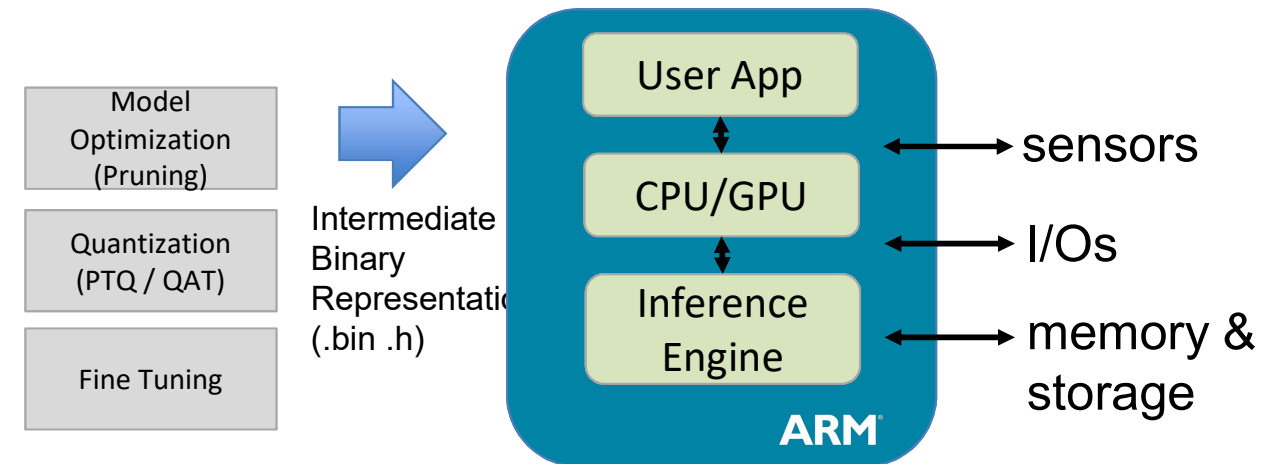 Model
Optimization
(Pruning)
Quantization
(PTQ / QAT)
Fine Tuning
Intermediate
Binary
Representatic
(.bin .h)
User App
CPU/GPU
Inference
Engine
ARM
sensors
I/Os
memory &
storage